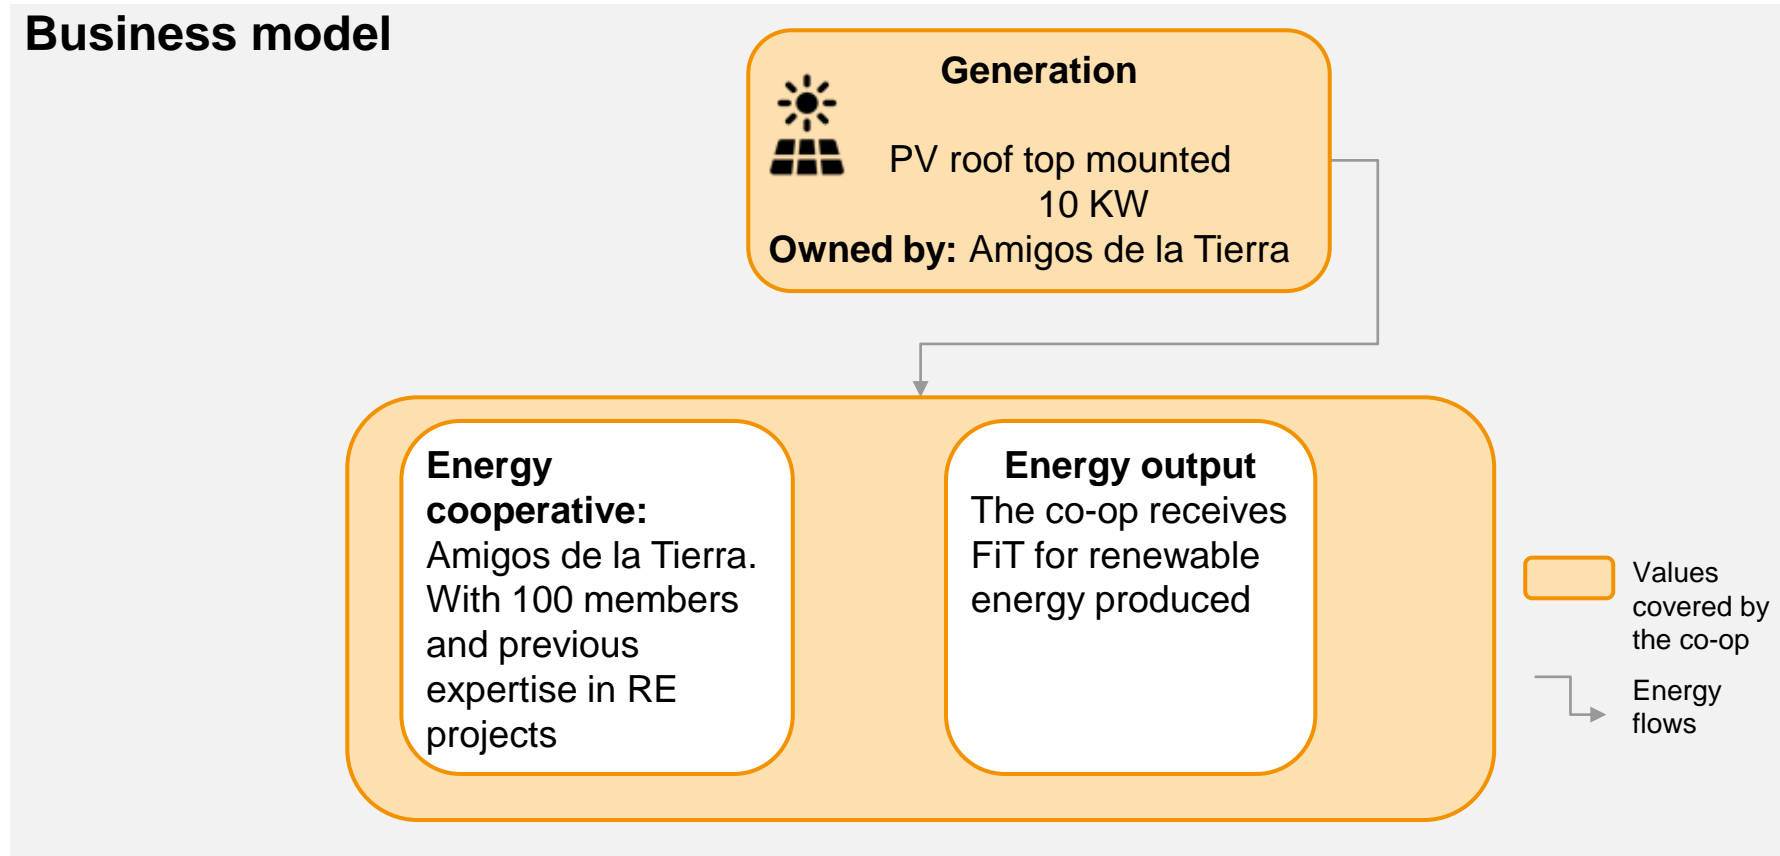 Business model
Generation
PV roof top mounted
10 KW
Owned by: Amigos de la Tierra
Energy
cooperative:
Amigos de la Tierra.
With 100 members
and previous
expertise in RE
projects
Energy output
The co-op receives
FiT for renewable
energy produced
Values
covered by
the co-op
Energy
flows